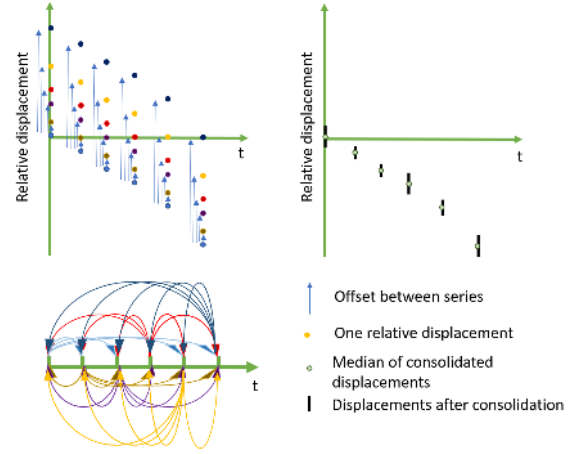 Relative displacement
t
Relative displacement
t
t
Offset between series
One relative displacement
Median of consolidated
displacements
Displacements after consolidation